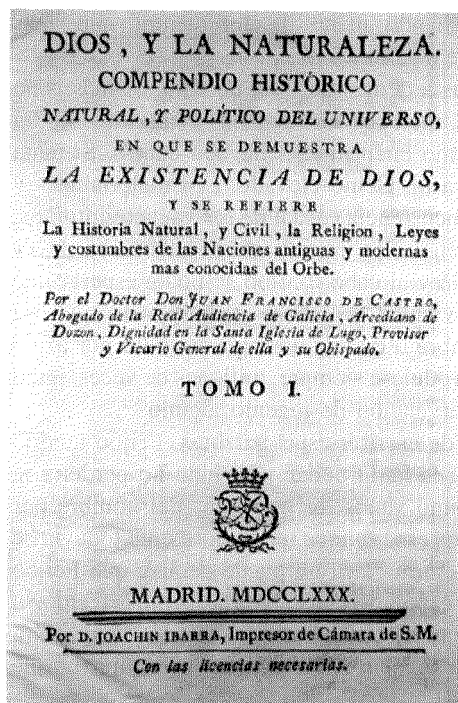 DIOS, Y LA NATURALEZA.
COMPENDIO HISTÓRICO
NATURAL, Y POLÍTICO DEL UNIVERSO,
EN QUE SE DEMUESTRA
LA EXISTENCIA DE DIOS,
Y SE REFIERE
La Historia Natural, y Civil, la Religion, Leyes
y costumbres de las Naciones antiguas y modernas
mas conocidas del Orbe.
Por el Doctor Don JUAN FRANCISCO DE CASTRO,
Abogado de la Real Audiencia de Galicia, Arcediano de
Dozon, Dignidad en la Santa Iglesia de Lugo, Provisor
y Vicario General de ella y su Obispado.
TOMO I.
MADRID. MDCCLXXX.
Por D. JOACHIN IBARRA, Impresor de Cámara de S.M.
Con las licencias necesarias.